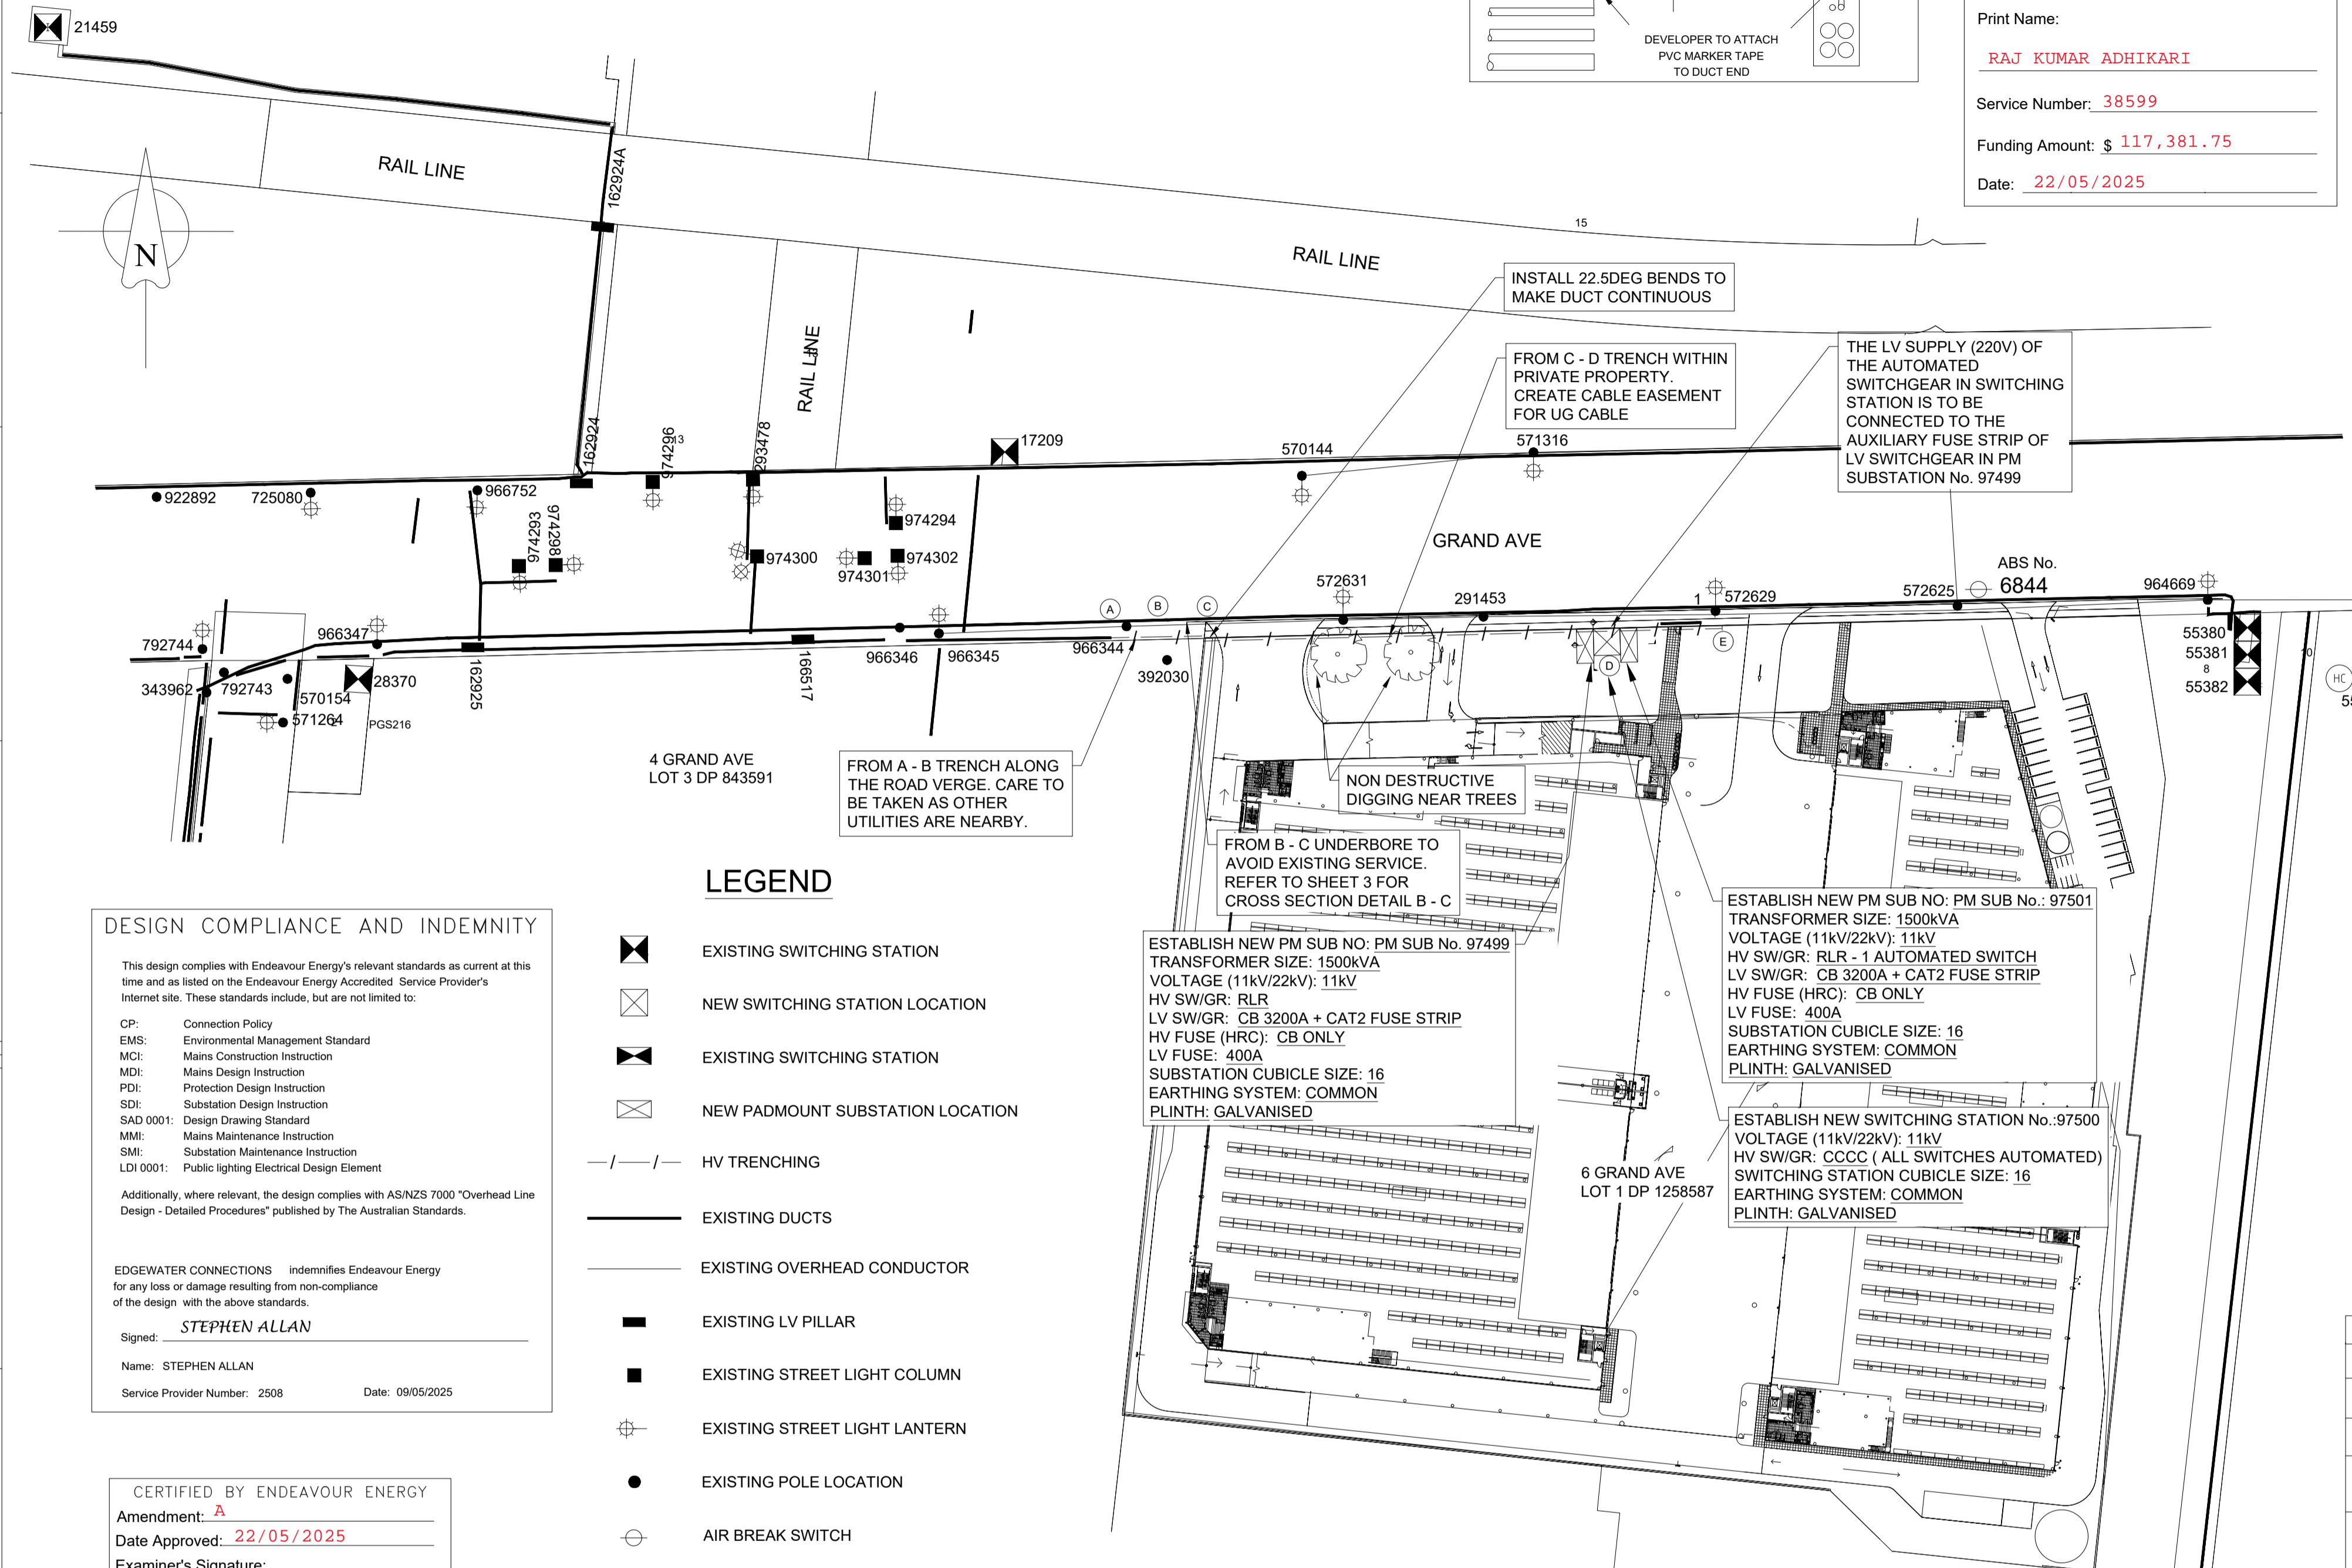 21459
DEVELOPER TO ATTACH
PVC MARKER TAPE
TO DUCT END
Print Name:
RAJ KUMAR ADHIKARI
Service Number: 38599
Funding Amount: $ 117,381.75
Date: 22/05/2025
RAIL LINE
162924A
N
15
RAIL LINE
RAIL LINE
INSTALL 22.5DEG BENDS TO
MAKE DUCT CONTINUOUS
FROM C - D TRENCH WITHIN
PRIVATE PROPERTY.
CREATE CABLE EASEMENT
FOR UG CABLE
THE LV SUPPLY (220V) OF
THE AUTOMATED
SWITCHGEAR IN SWITCHING
STATION IS TO BE
CONNECTED TO THE
AUXILIARY FUSE STRIP OF
LV SWITCHGEAR IN PM
SUBSTATION No. 97499
162924
974296
13
293478
17209
570144
571316
922892
725080
966752
974293
974298
974294
974300
974301
974302
GRAND AVE
572631
291453
1
572629
572625
ABS No.
6844
964669
A
B
C
D
E
792744
966347
343962
792743
570154
571264
28370
PGS216
162925
166517
966346
966345
966344
392030
55380
55381
8
55382
10
HC
4 GRAND AVE
LOT 3 DP 843591
FROM A - B TRENCH ALONG
THE ROAD VERGE. CARE TO
BE TAKEN AS OTHER
UTILITIES ARE NEARBY.
NON DESTRUCTIVE
DIGGING NEAR TREES
FROM B - C UNDERBORE TO
AVOID EXISTING SERVICE.
REFER TO SHEET 3 FOR
CROSS SECTION DETAIL B - C
ESTABLISH NEW PM SUB NO: PM SUB No. 97499
TRANSFORMER SIZE: 1500kVA
VOLTAGE (11kV/22kV): 11kV
HV SW/GR: RLR
LV SW/GR: CB 3200A + CAT2 FUSE STRIP
HV FUSE (HRC): CB ONLY
LV FUSE: 400A
SUBSTATION CUBICLE SIZE: 16
EARTHING SYSTEM: COMMON
PLINTH: GALVANISED
ESTABLISH NEW PM SUB NO: PM SUB No.: 97501
TRANSFORMER SIZE: 1500kVA
VOLTAGE (11kV/22kV): 11kV
HV SW/GR: RLR - 1 AUTOMATED SWITCH
LV SW/GR: CB 3200A + CAT2 FUSE STRIP
HV FUSE (HRC): CB ONLY
LV FUSE: 400A
SUBSTATION CUBICLE SIZE: 16
EARTHING SYSTEM: COMMON
PLINTH: GALVANISED
ESTABLISH NEW SWITCHING STATION No.:97500
VOLTAGE (11kV/22kV): 11kV
HV SW/GR: CCCC ( ALL SWITCHES AUTOMATED)
SWITCHING STATION CUBICLE SIZE: 16
EARTHING SYSTEM: COMMON
PLINTH: GALVANISED
6 GRAND AVE
LOT 1 DP 1258587
LEGEND
EXISTING SWITCHING STATION
NEW SWITCHING STATION LOCATION
EXISTING SWITCHING STATION
NEW PADMOUNT SUBSTATION LOCATION
HV TRENCHING
EXISTING DUCTS
EXISTING OVERHEAD CONDUCTOR
EXISTING LV PILLAR
EXISTING STREET LIGHT COLUMN
EXISTING STREET LIGHT LANTERN
EXISTING POLE LOCATION
AIR BREAK SWITCH
DESIGN COMPLIANCE AND INDEMNITY
This design complies with Endeavour Energy's relevant standards as current at this
time and as listed on the Endeavour Energy Accredited Service Provider's
Internet site. These standards include, but are not limited to:
CP: Connection Policy
EMS: Environmental Management Standard
MCI: Mains Construction Instruction
MDI: Mains Design Instruction
PDI: Protection Design Instruction
SDI: Substation Design Instruction
SAD 0001: Design Drawing Standard
MMI: Mains Maintenance Instruction
SMI: Substation Maintenance Instruction
LDI 0001: Public lighting Electrical Design Element
Additionally, where relevant, the design complies with AS/NZS 7000 "Overhead Line
Design - Detailed Procedures" published by The Australian Standards.
EDGEWATER CONNECTIONS indemnifies Endeavour Energy
for any loss or damage resulting from non-compliance
of the design with the above standards.
Signed: STEPHEN ALLAN
Name: STEPHEN ALLAN
Service Provider Number: 2508 Date: 09/05/2025
CERTIFIED BY ENDEAVOUR ENERGY
Amendment: A
Date Approved: 22/05/2025
Examiner's Signature: